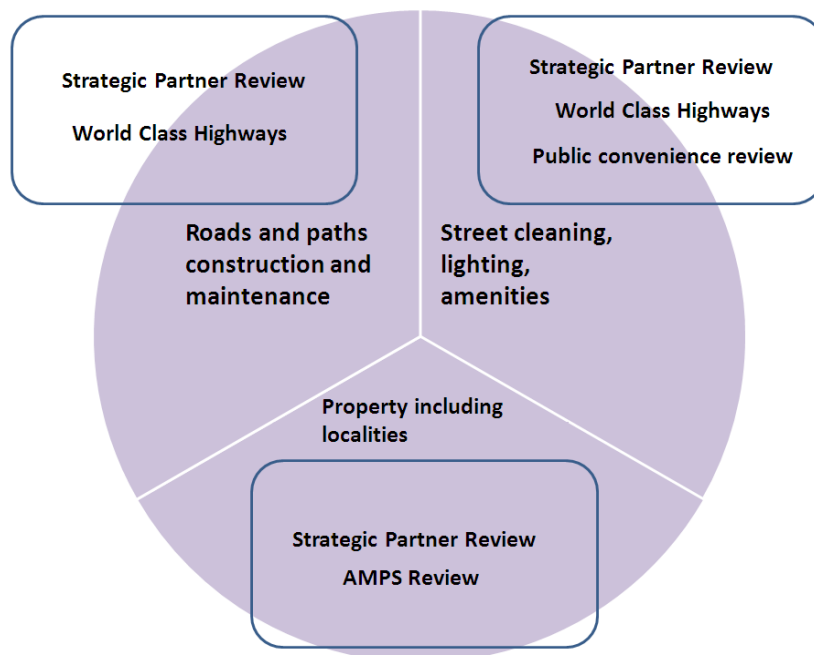 Strategic Partner Review
World Class Highways
Strategic Partner Review
World Class Highways
Public convenience review
Roads and paths
construction and
maintenance
Street cleaning,
lighting,
amenities
Property including
localities
Strategic Partner Review
AMPS Review